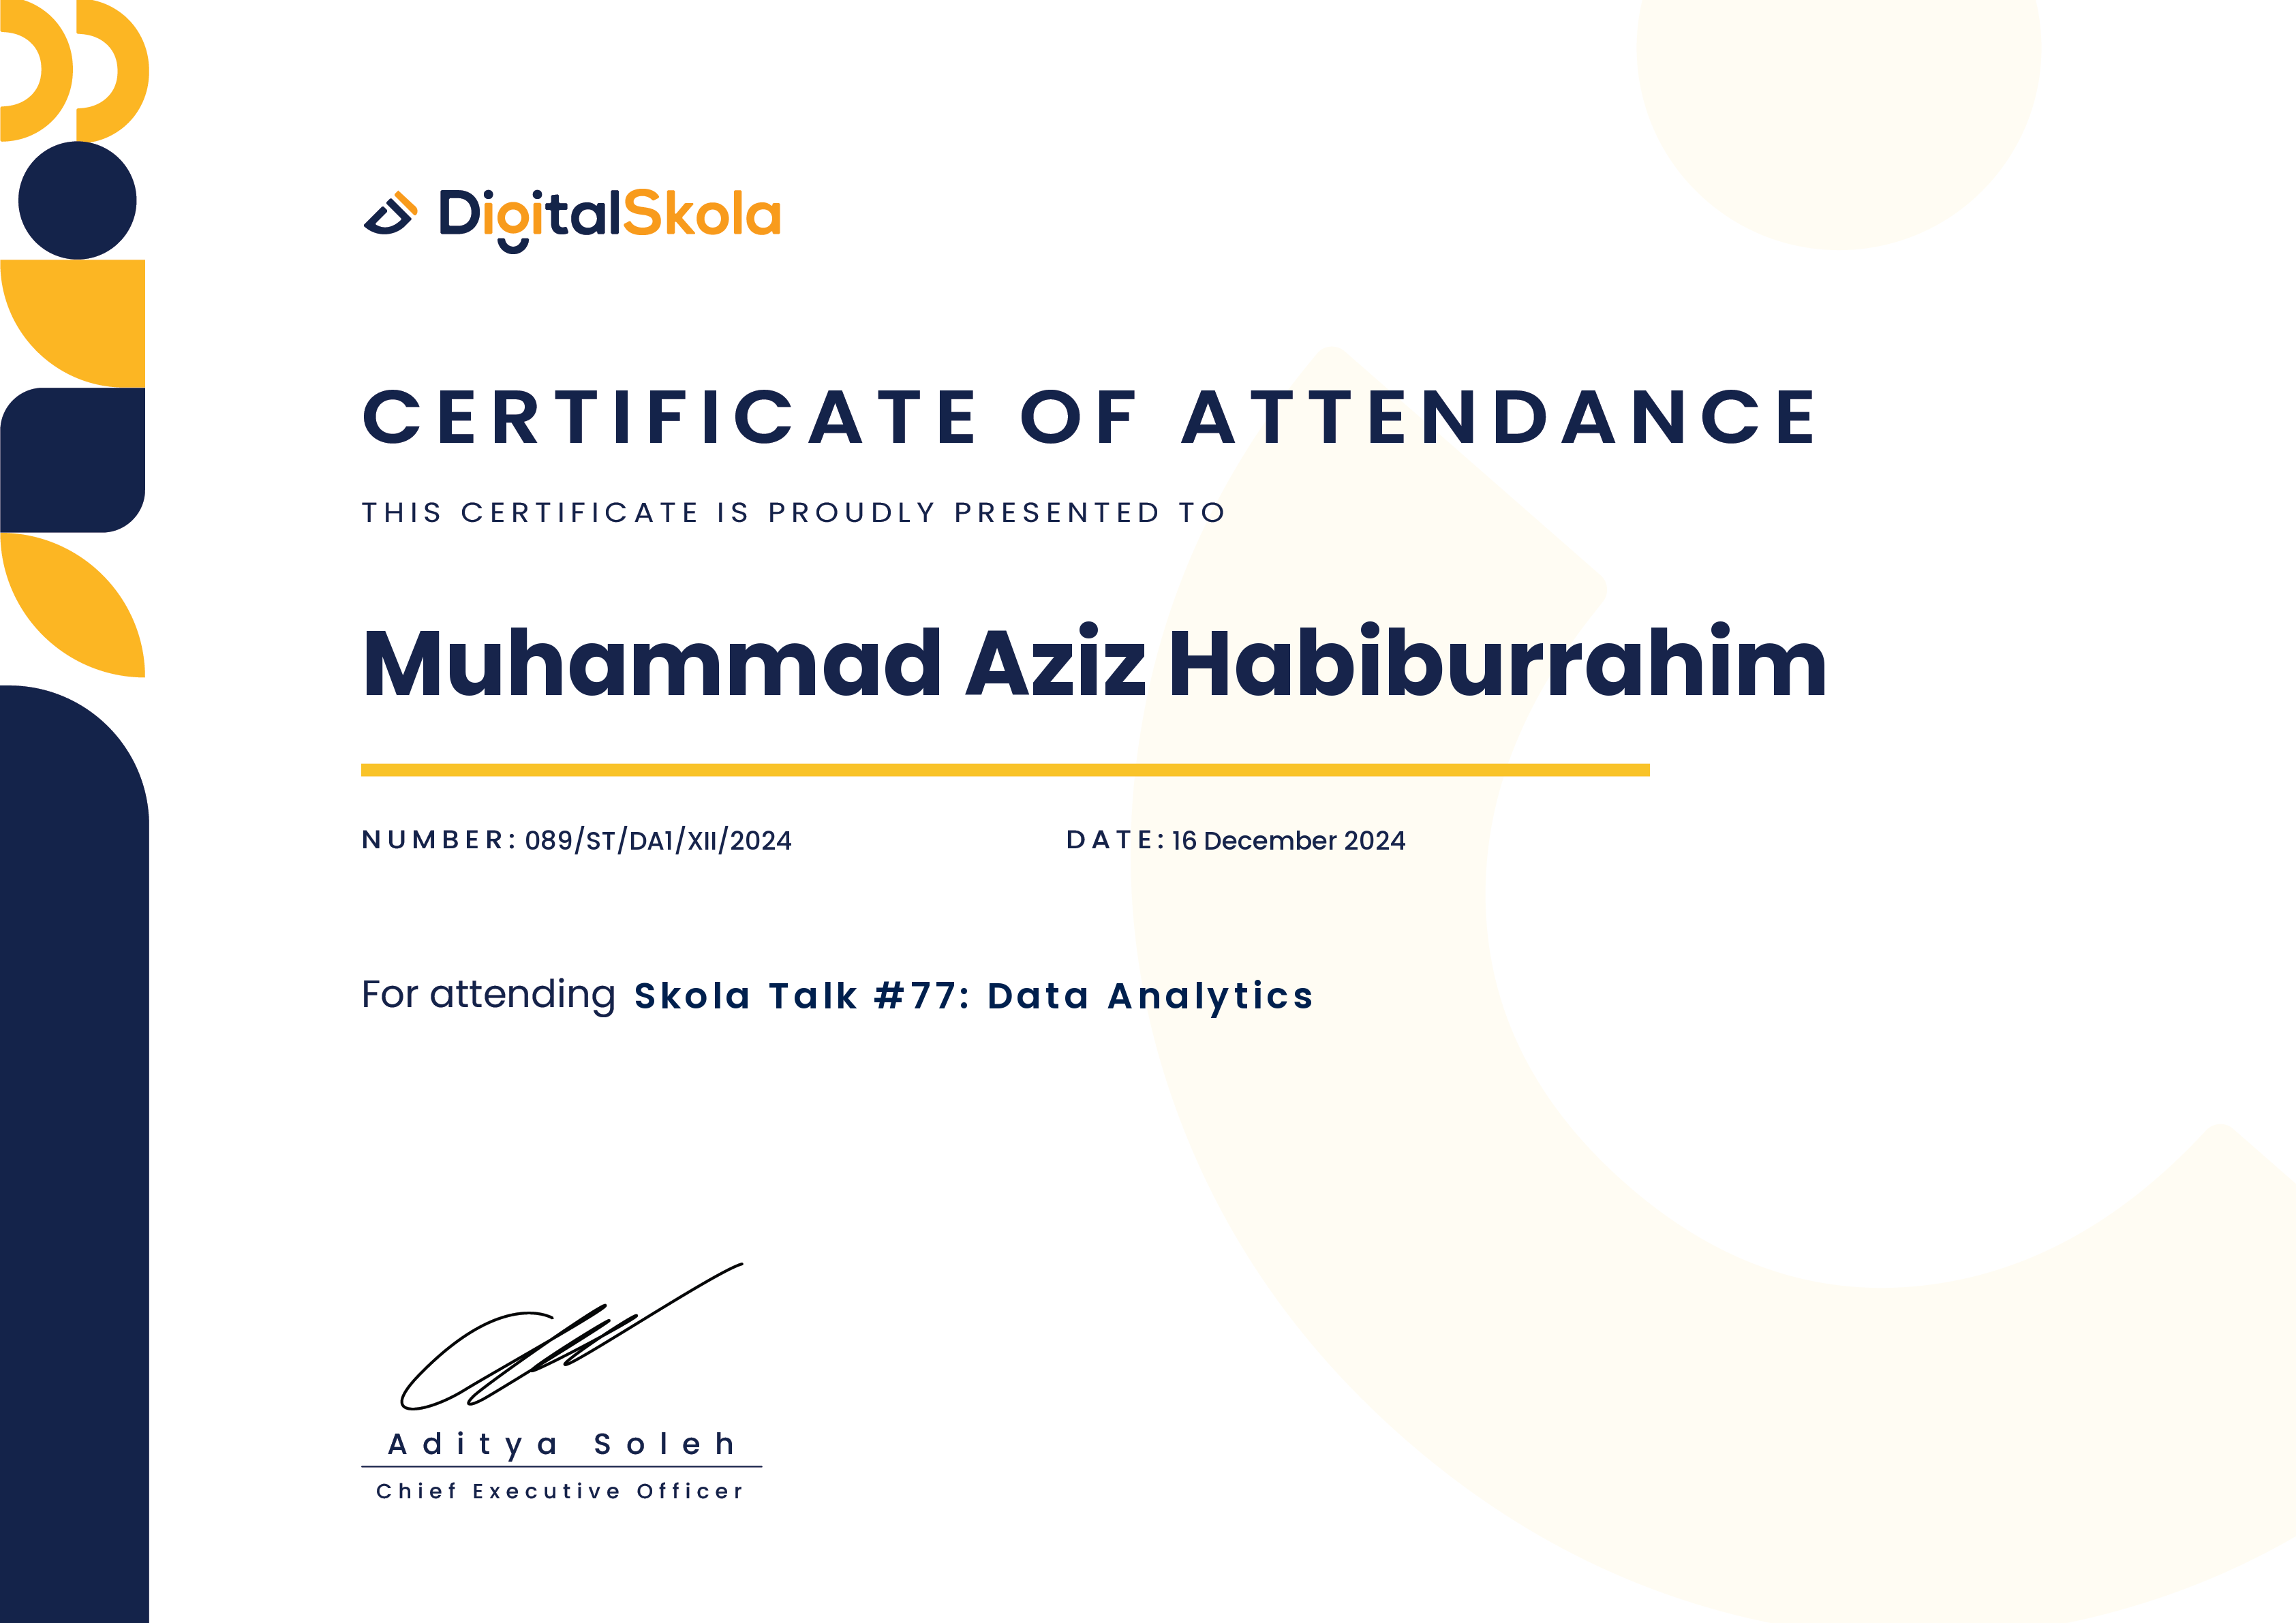 DigitalSkola
CERTIFICATE OF ATTENDANCE
THIS CERTIFICATE IS PROUDLY PRESENTED TO
Muhammad Aziz Habiburrahim
NUMBER: 089/ST/DA1/XII/2024
DATE: 16 December 2024
For attending Skola Talk #77: Data Analytics
Aditya Soleh
Chief Executive Officer